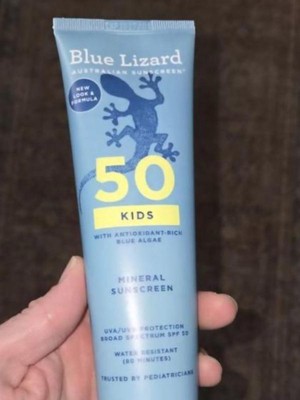 Blue Lizard
AUSTRALIAN SUNSCREEN
NEW
LOOK &
FORMULA
50
KIDS
WITH ANTIOXIDANT-RICH
BLUE ALGAE
MINERAL
SUNSCREEN
UVA/UVB PROTECTION
BROAD SPECTRUM SPF 50
WATER RESISTANT
(80 MINUTES)
TRUSTED BY PEDIATRICIANS